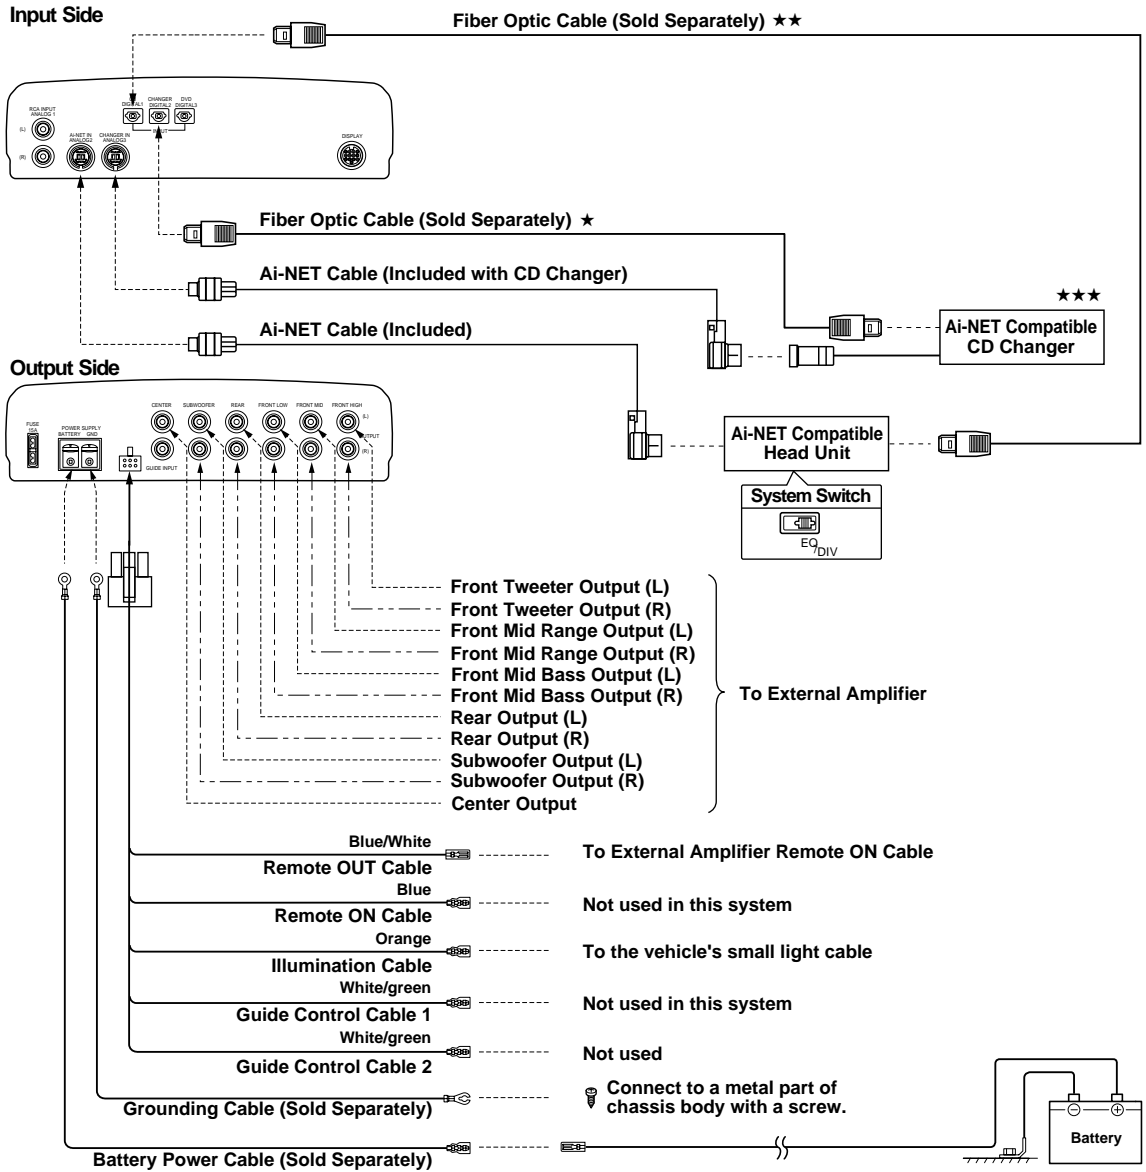 Input Side
Fiber Optic Cable (Sold Separately) ★★
RCA INPUT
ANALOG 1
(L)
(R)
DIGITAL1
CHANGER
DIGITAL2
DVD
DIGITAL3
INPUT
Ai-NET IN
ANALOG2
CHANGER IN
ANALOG3
DISPLAY
Fiber Optic Cable (Sold Separately) ★
Ai-NET Cable (Included with CD Changer)
Ai-NET Cable (Included)
★★★
Ai-NET Compatible
CD Changer
Output Side
FUSE
15A
POWER SUPPLY
BATTERY GND
CENTER
SUBWOOFER
REAR
FRONT LOW
FRONT MID
FRONT HIGH
(L)
(R)
GUIDE INPUT
Ai-NET Compatible
Head Unit
System Switch
EQ/DIV
Front Tweeter Output (L)
Front Tweeter Output (R)
Front Mid Range Output (L)
Front Mid Range Output (R)
Front Mid Bass Output (L)
Front Mid Bass Output (R)
Rear Output (L)
Rear Output (R)
Subwoofer Output (L)
Subwoofer Output (R)
Center Output
To External Amplifier
Blue/White
Remote OUT Cable
To External Amplifier Remote ON Cable
Blue
Remote ON Cable
Not used in this system
Orange
Illumination Cable
To the vehicle's small light cable
White/green
Guide Control Cable 1
Not used in this system
White/green
Guide Control Cable 2
Not used
Grounding Cable (Sold Separately)
Connect to a metal part of
chassis body with a screw.
Battery Power Cable (Sold Separately)
Battery